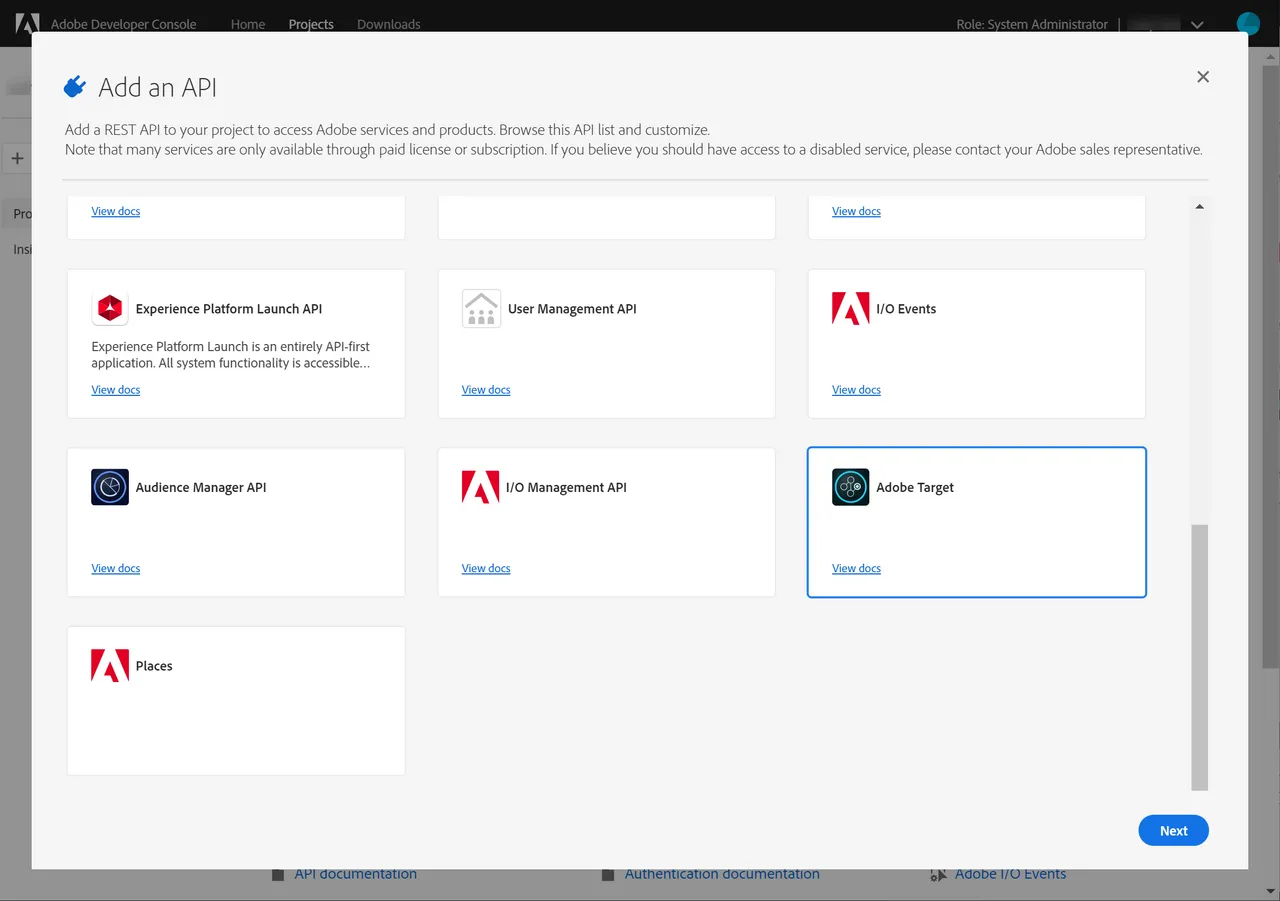 Adobe Developer Console Home Projects Downloads Role: System Administrator |
Add an API
Add a REST API to your project to access Adobe services and products. Browse this API list and customize.
Note that many services are only available through paid license or subscription. If you believe you should have access to a disabled service, please contact your Adobe sales representative.
Pro
Insi
View docs View docs
Experience Platform Launch API
Experience Platform Launch is an entirely API-first
application. All system functionality is accessible...
View docs
User Management API
View docs
I/O Events
View docs
Audience Manager API
View docs
I/O Management API
View docs
Adobe Target
View docs
Places
Next
API documentation Authentication documentation Adobe I/O Events